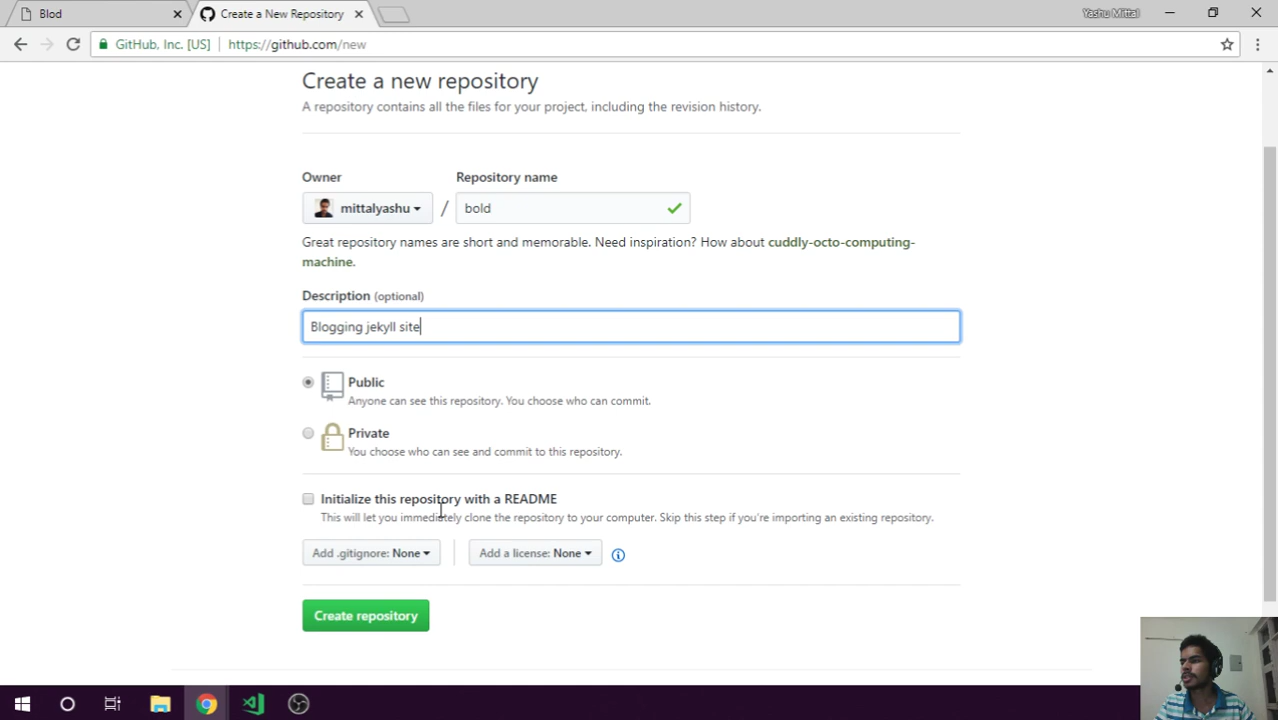 Blod
Create a New Repository
Yashu Mittal
GitHub, Inc. [US]
https://github.com/new
Create a new repository
A repository contains all the files for your project, including the revision history.
Owner
Repository name
mittalyashu
/
bold
Great repository names are short and memorable. Need inspiration? How about cuddly-octo-computing-
machine.
Description (optional)
Blogging jekyll site
Public
Anyone can see this repository. You choose who can commit.
Private
You choose who can see and commit to this repository.
Initialize this repository with a README
This will let you immediately clone the repository to your computer. Skip this step if you're importing an existing repository.
Add .gitignore: None
Add a license: None
Create repository